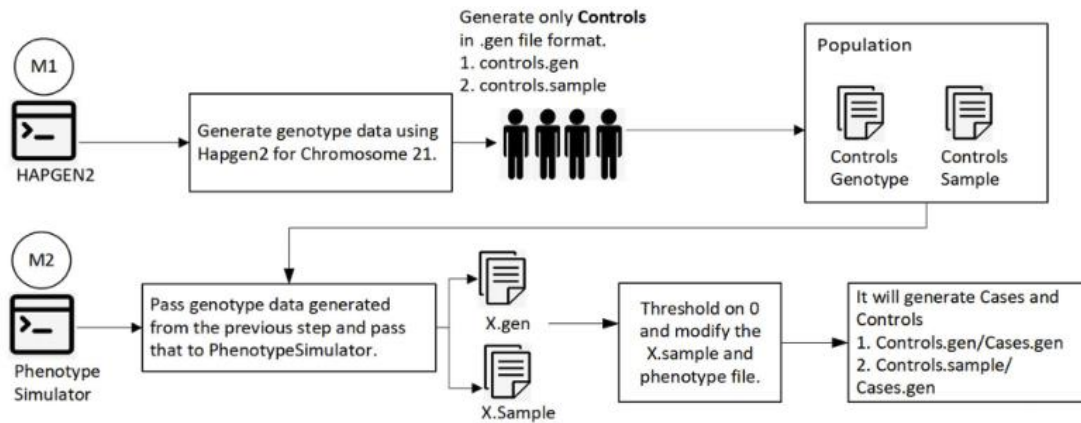 M1
HAPGEN2
Generate genotype data using
Hapgen2 for Chromosome 21.
Generate only Controls
in .gen file format.
1. controls.gen
2. controls.sample
Population
Controls
Genotype
Controls
Sample
M2
Phenotype
Simulator
Pass genotype data generated
from the previous step and pass
that to PhenotypeSimulator.
X.gen
X.Sample
Threshold on 0
and modify the
X.sample and
phenotype file.
It will generate Cases and
Controls
1. Controls.gen/Cases.gen
2. Controls.sample/
Cases.gen